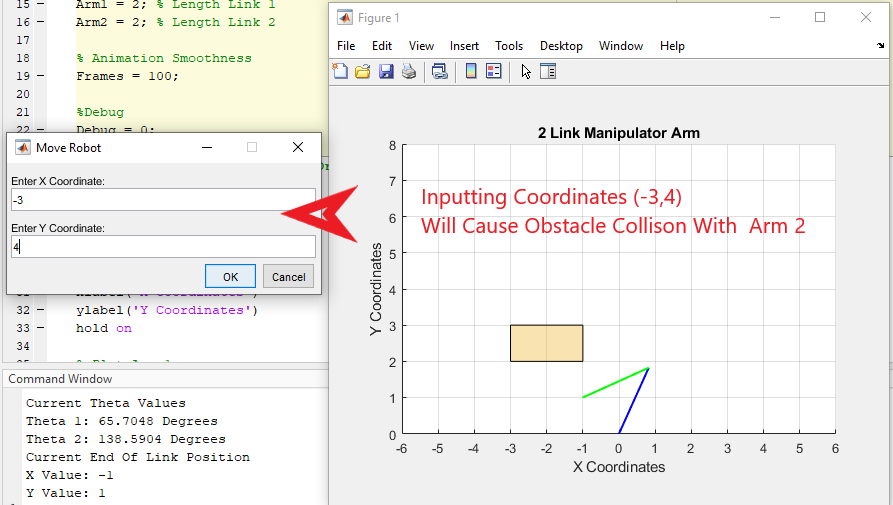 15 – Arm1 = 2; % Length Link 1
16 – Arm2 = 2; % Length Link 2
17
18 % Animation Smoothness
19 – Frames = 100;
20
21 %Debug
22 – Debug = 0;
Move Robot
Enter X Coordinate:
-3
Enter Y Coordinate:
4
OK Cancel
32 – ylabel('Y Coordinates')
33 – hold on
34
Command Window
Current Theta Values
Theta 1: 65.7048 Degrees
Theta 2: 138.5904 Degrees
Current End Of Link Position
X Value: -1
Y Value: 1
Figure 1
File Edit View Insert Tools Desktop Window Help
2 Link Manipulator Arm
Inputting Coordinates (-3,4)
Will Cause Obstacle Collison With Arm 2
8
7
6
5
4
3
2
1
0
Y Coordinates
-6 -5 -4 -3 -2 -1 0 1 2 3 4 5 6
X Coordinates